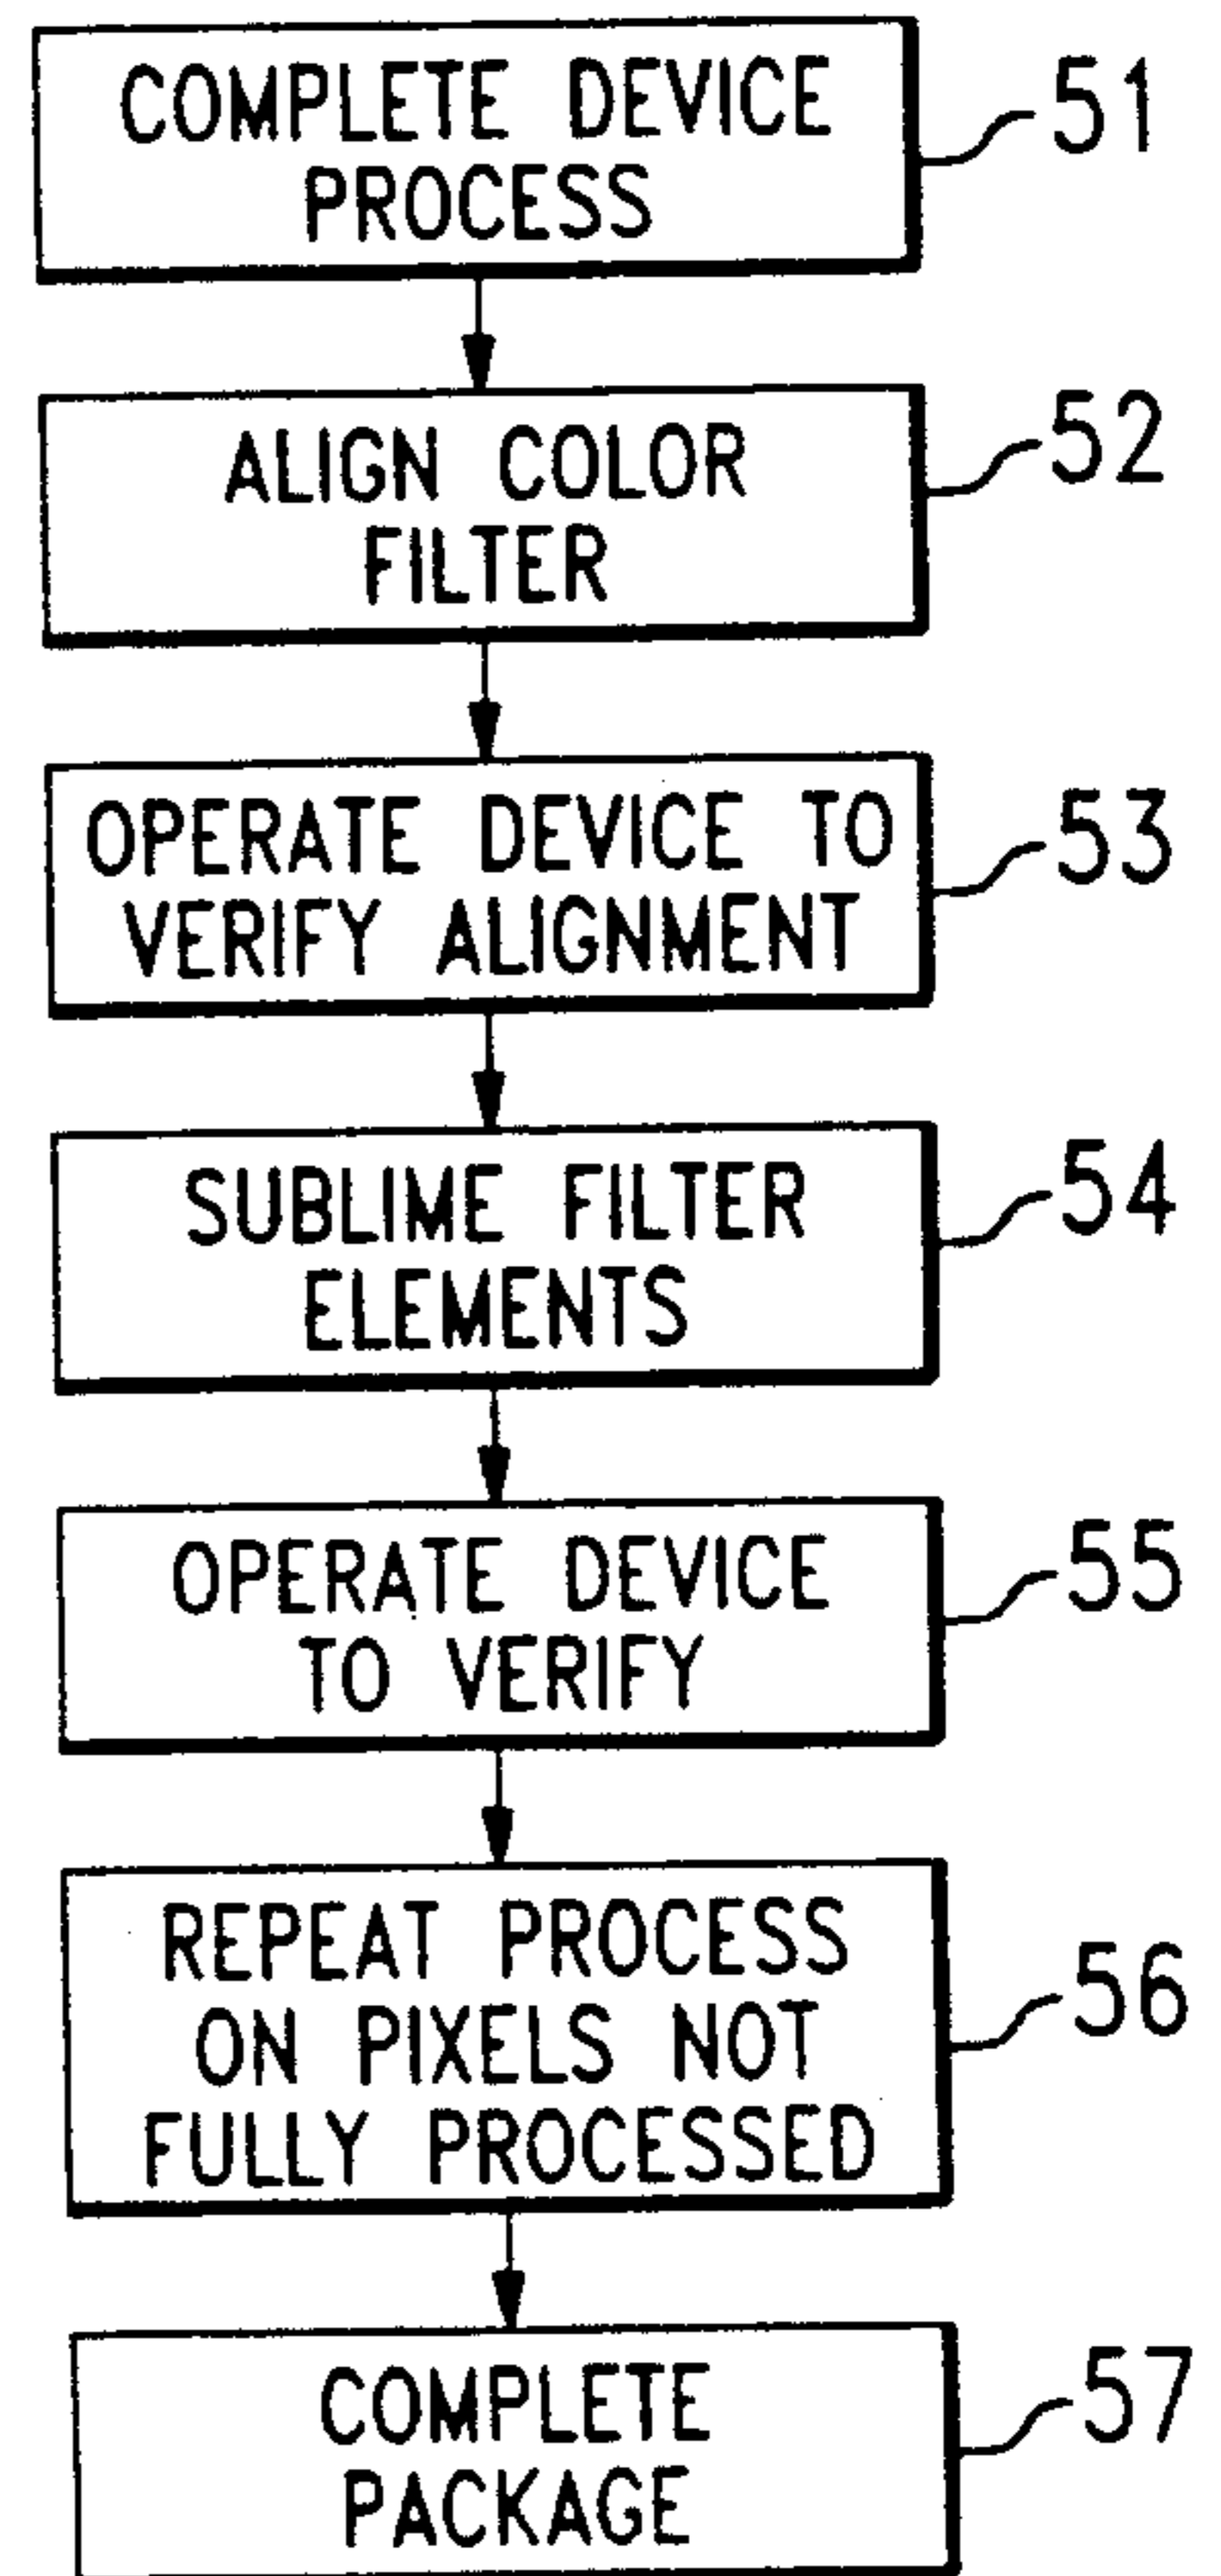 COMPLETE DEVICE
PROCESS
51
ALIGN COLOR
FILTER
52
OPERATE DEVICE TO
VERIFY ALIGNMENT
53
SUBLIME FILTER
ELEMENTS
54
OPERATE DEVICE
TO VERIFY
55
REPEAT PROCESS
ON PIXELS NOT
FULLY PROCESSED
56
COMPLETE
PACKAGE
57